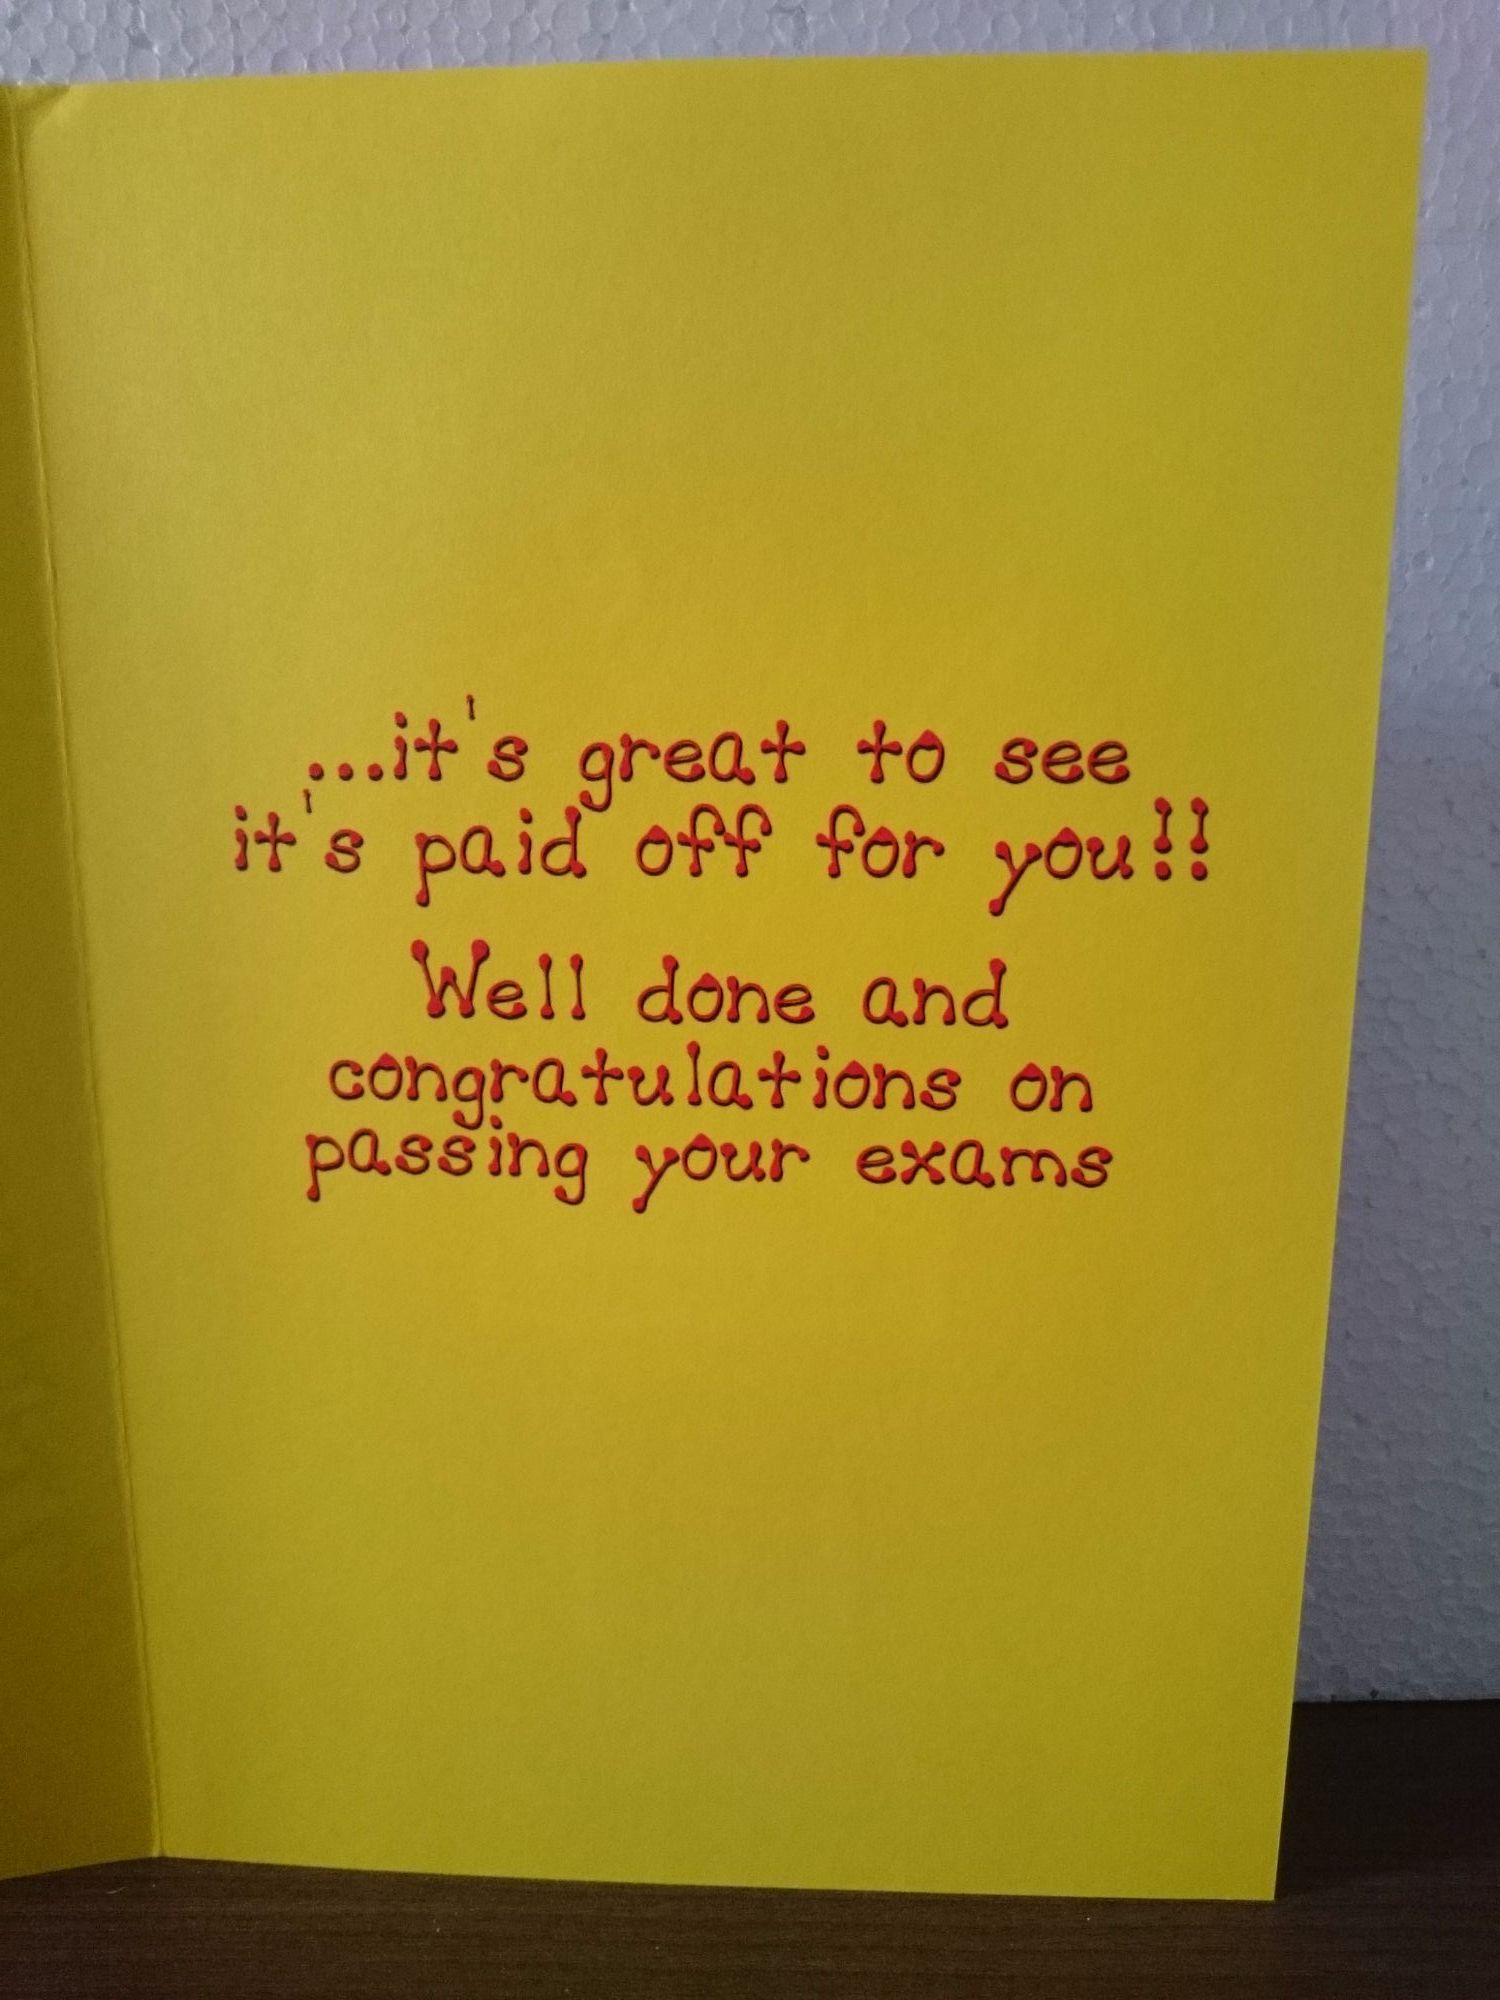 ...it's great to see
it's paid off for you!!
Well done and
congratulations on
passing your exams